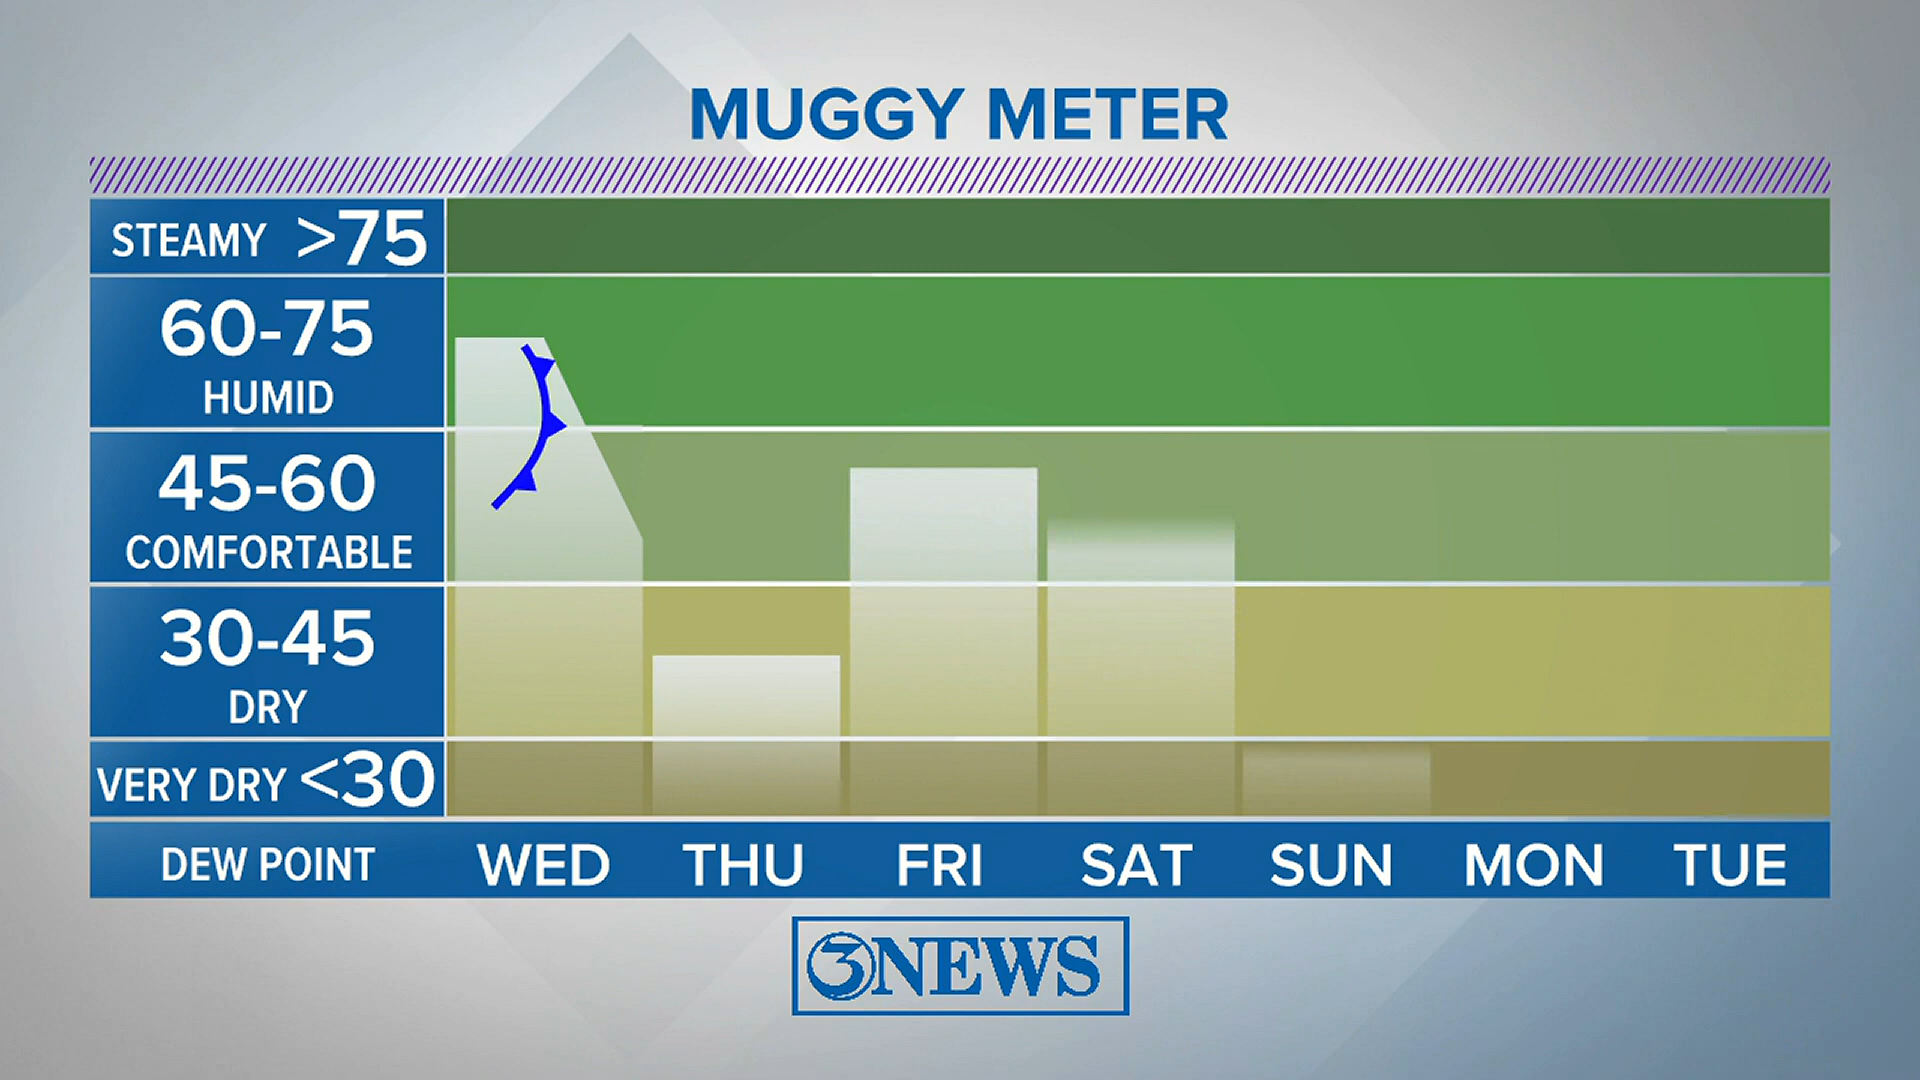 MUGGY METER
STEAMY >75
60-75
HUMID
45-60
COMFORTABLE
30-45
DRY
VERY DRY <30
DEW POINT WED THU FRI SAT SUN MON TUE
3NEWS